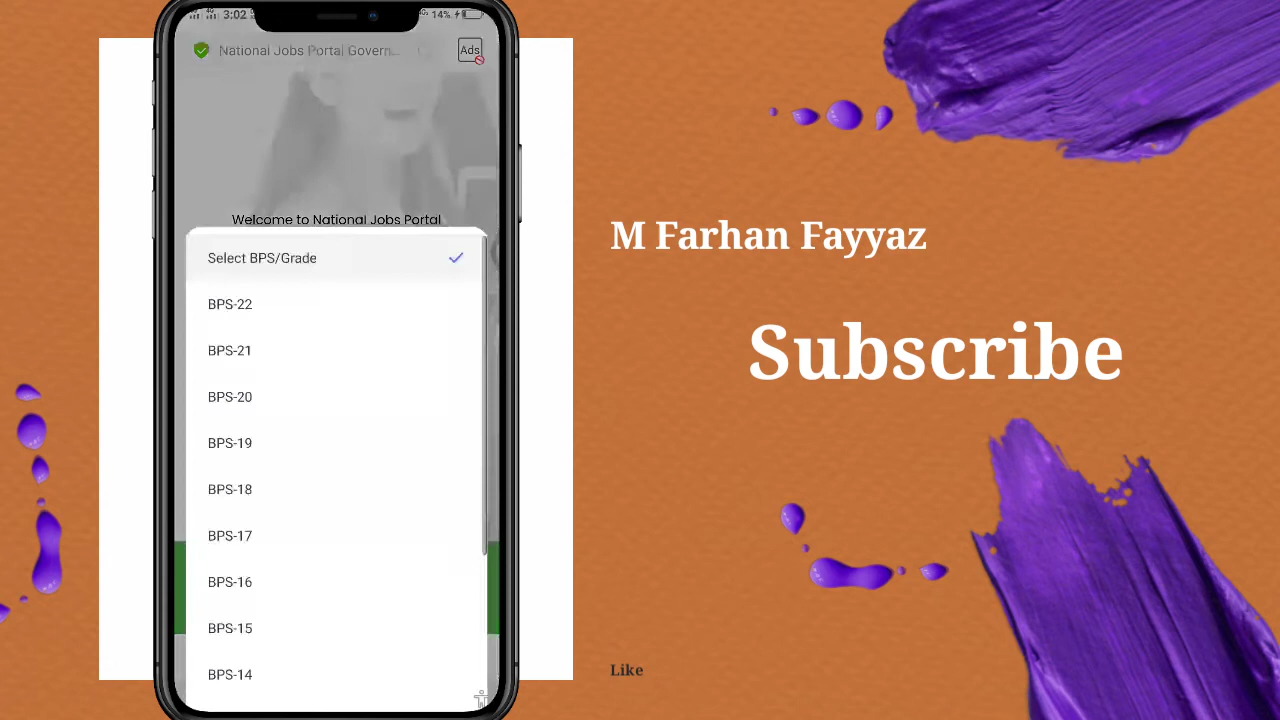 3:02
14%
National Jobs Portal Govern...
Ads
Welcome to National Jobs Portal
Select BPS/Grade
BPS-22
BPS-21
BPS-20
BPS-19
BPS-18
BPS-17
BPS-16
BPS-15
BPS-14
M Farhan Fayyaz
Subscribe
Like